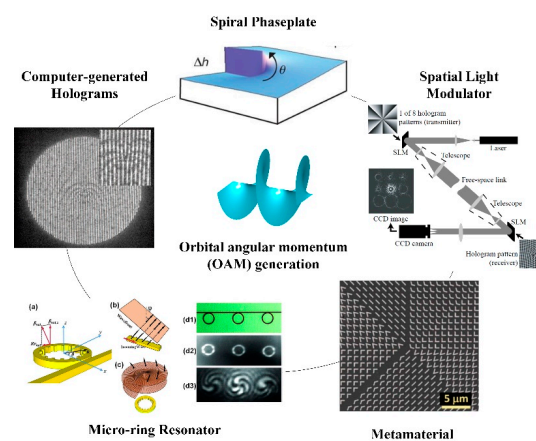 Spiral Phaseplate
Δh
θ
Computer-generated
Holograms
Spatial Light
Modulator
1 of 8 hologram
patterns (transmitter)
SLM
Laser
Telescope
Free-space link
Telescope
CCD image
SLM
CCD camera
Hologram pattern
(receiver)
Orbital angular momentum
(OAM) generation
(a)
(b)
(c)
(d1)
(d2)
(d3)
5 μm
Micro-ring Resonator
Metamaterial